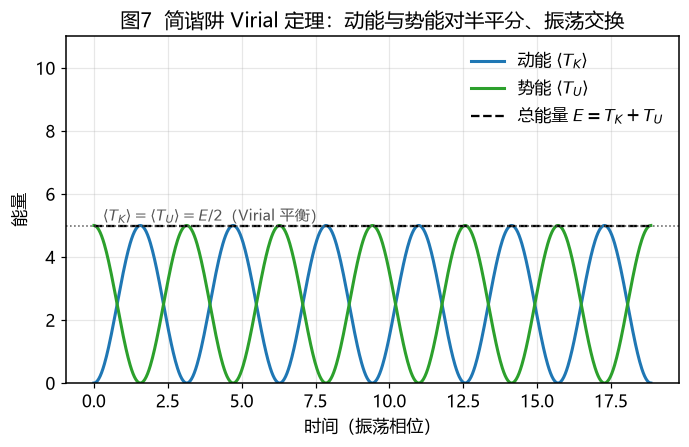 图7 简谐阱 Virial 定理：动能与势能对半平分、振荡交换
动能 ⟨T_K⟩
势能 ⟨T_U⟩
总能量 E = T_K + T_U
⟨T_K⟩ = ⟨T_U⟩ = E/2（Virial 平衡）
能量
10
8
6
4
2
0
0.0 2.5 5.0 7.5 10.0 12.5 15.0 17.5
时间（振荡相位）